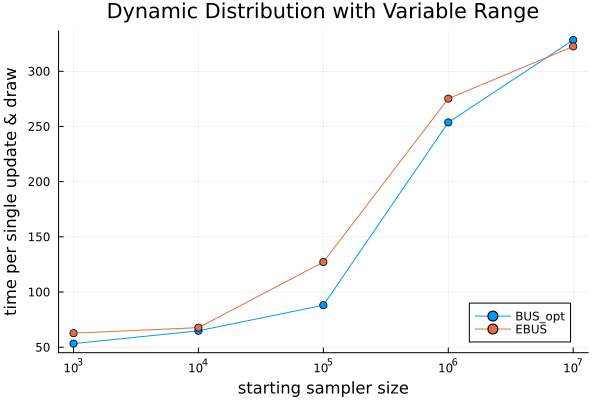 Dynamic Distribution with Variable Range
time per single update & draw
300
250
200
150
100
50
10³ 10⁴ 10⁵ 10⁶ 10⁷
starting sampler size
BUS_opt
EBUS